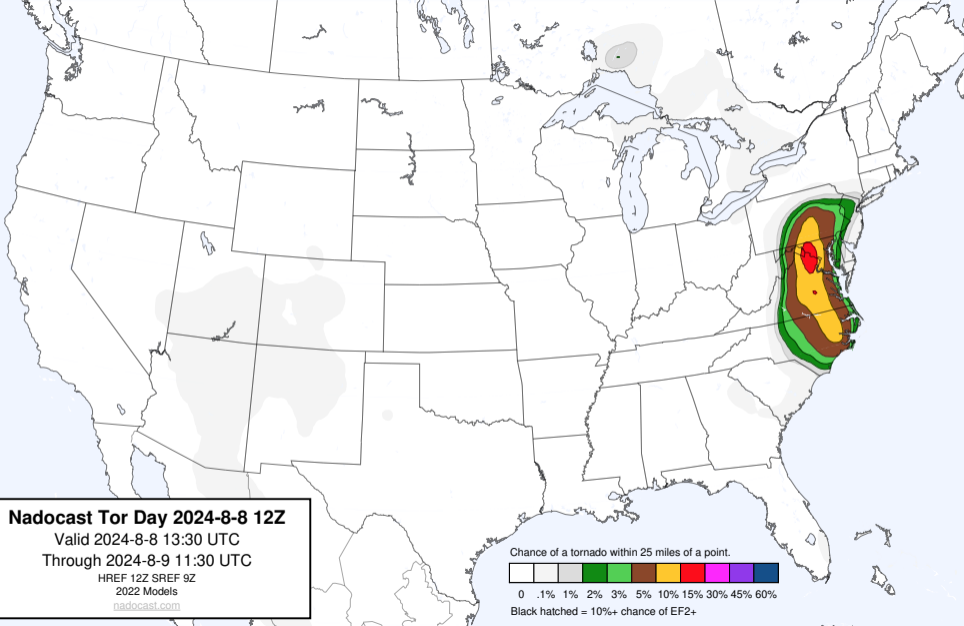 Nadocast Tor Day 2024-8-8 12Z
Valid 2024-8-8 13:30 UTC
Through 2024-8-9 11:30 UTC
HREF 12Z SREF 9Z
2022 Models
nadocast.com
Chance of a tornado within 25 miles of a point.
0 .1% 1% 2% 3% 5% 10% 15% 30% 45% 60%
Black hatched = 10%+ chance of EF2+